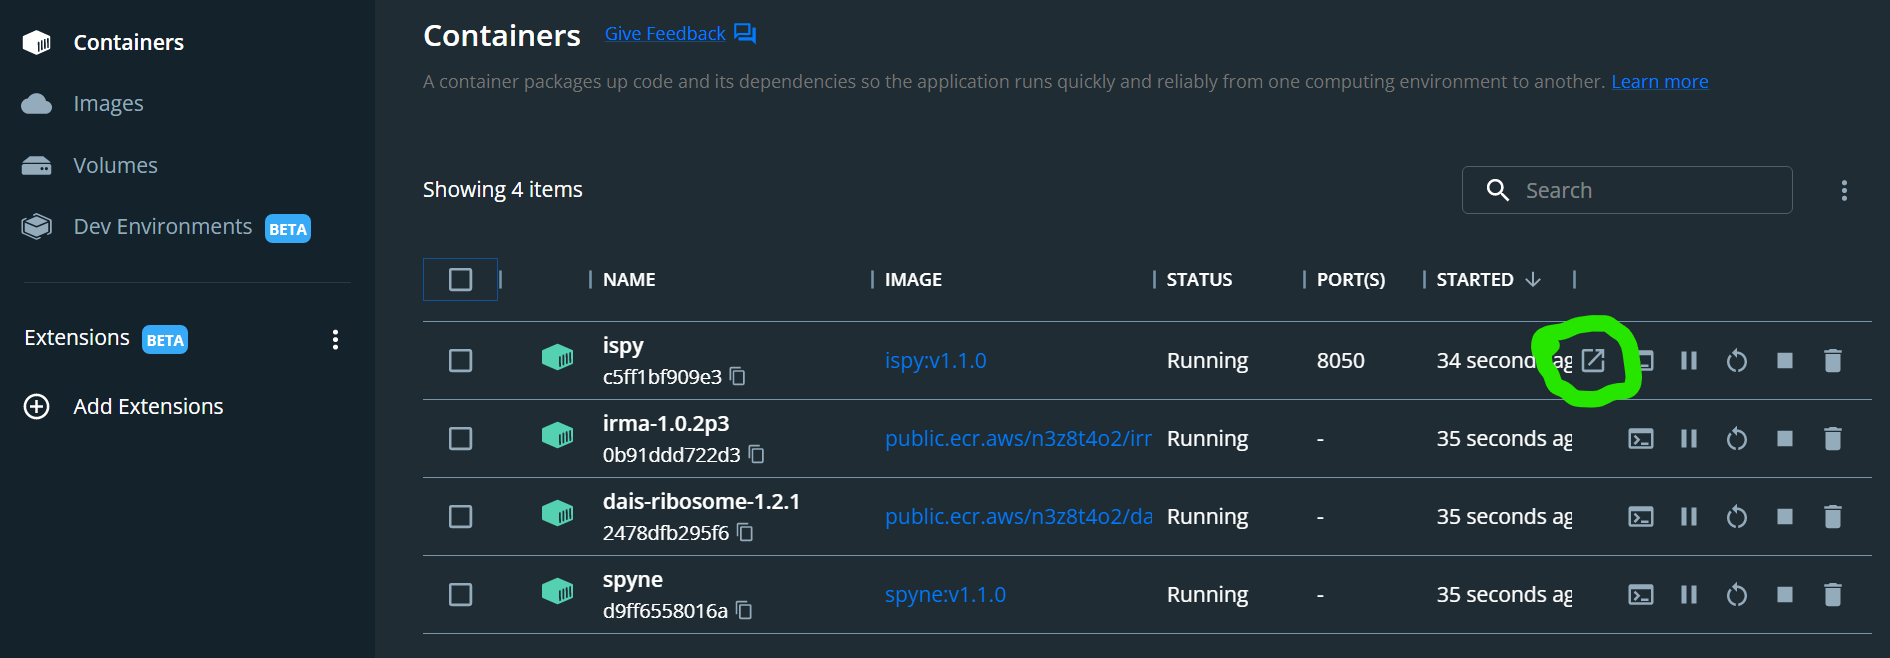 Containers
Images
Volumes
Dev Environments BETA
Extensions BETA
Add Extensions
Containers Give Feedback
A container packages up code and its dependencies so the application runs quickly and reliably from one computing environment to another. Learn more
Showing 4 items
Search
NAME IMAGE STATUS PORT(S) STARTED
ispy
c5ff1bf909e3
ispy:v1.1.0 Running 8050 34 seconds ag
irma-1.0.2p3
0b91ddd722d3
public.ecr.aws/n3z8t4o2/irr Running - 35 seconds ag
dais-ribosome-1.2.1
2478dfb295f6
public.ecr.aws/n3z8t4o2/da Running - 35 seconds ag
spyne
d9ff6558016a
spyne:v1.1.0 Running - 35 seconds ag